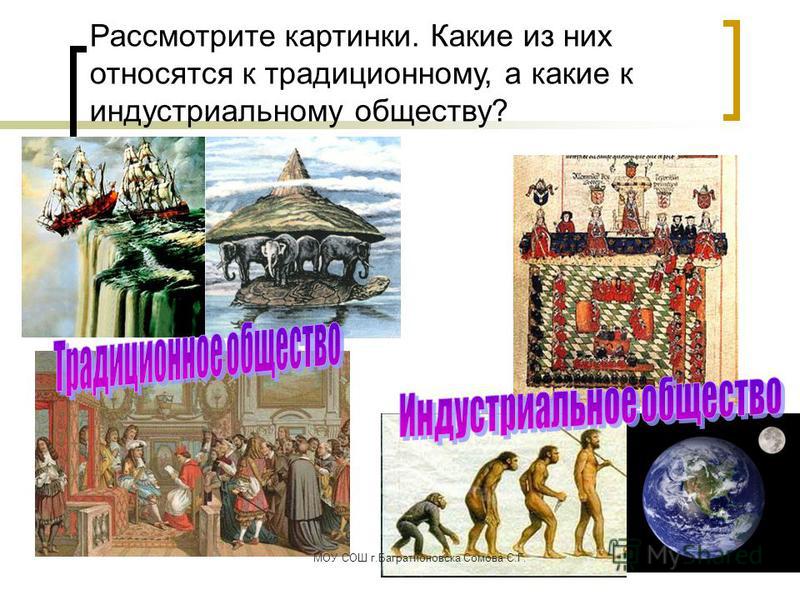 Рассмотрите картинки. Какие из них
относятся к традиционному, а какие к
индустриальному обществу?
Традиционное общество
Индустриальное общество
МОУ СОШ г.Багратионовска Сомова С.Г.
MyShared